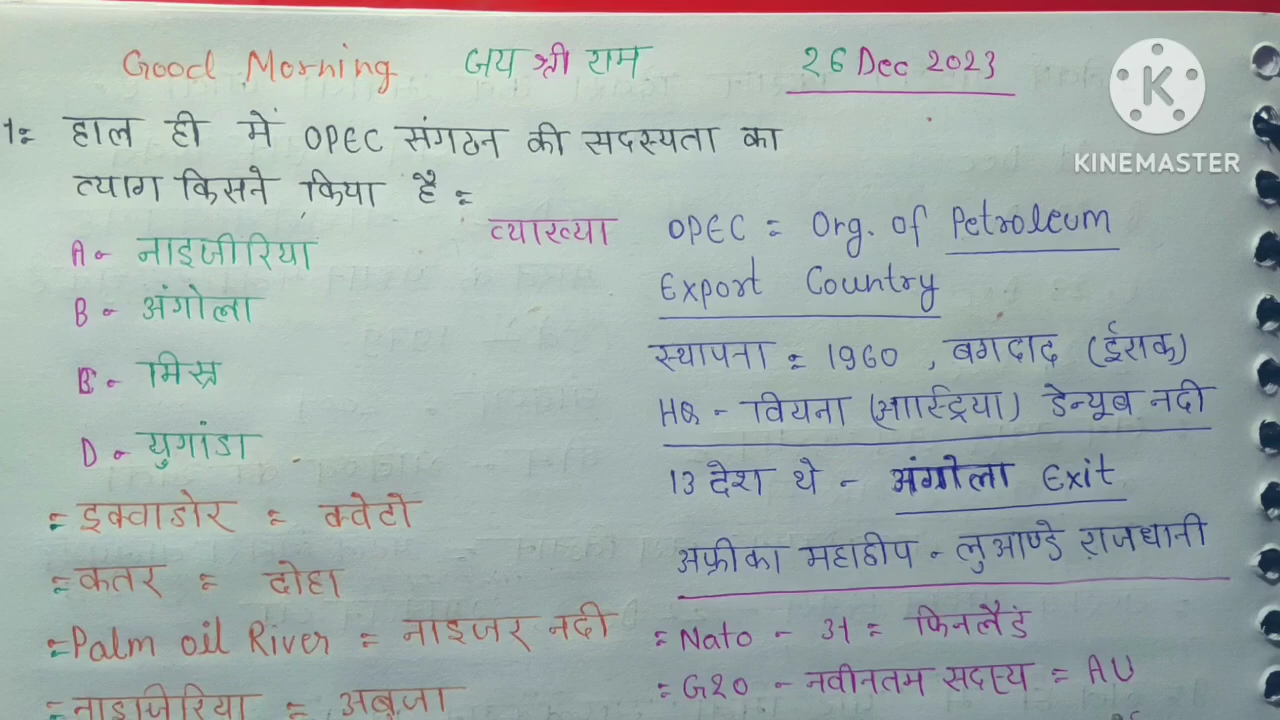 Good Morning जय श्री राम 26 Dec 2023
KINEMASTER
1= हाल ही में OPEC संगठन की सदस्यता का
त्याग किसने किया है =
A- नाइजीरिया
B- अंगोला
B- मिस्र
D- युगांडा
= इक्वाडोर = क्वेटो
= कतर = दोहा
= Palm oil River = नाइजर नदी
= नाइजिरिया = अबुजा
व्याख्या OPEC = Org. of Petroleum
Export Country
स्थापना = 1960, बगदाद (ईराक)
HQ - वियना (आस्ट्रिया) डेन्यूब नदी
13 देश थे - अंगोला Exit
अफ्रीका महाद्वीप - लुआण्डे राजधानी
= Nato - 31 = फिनलैडं
= G20 - नवीनतम सदस्य = AU